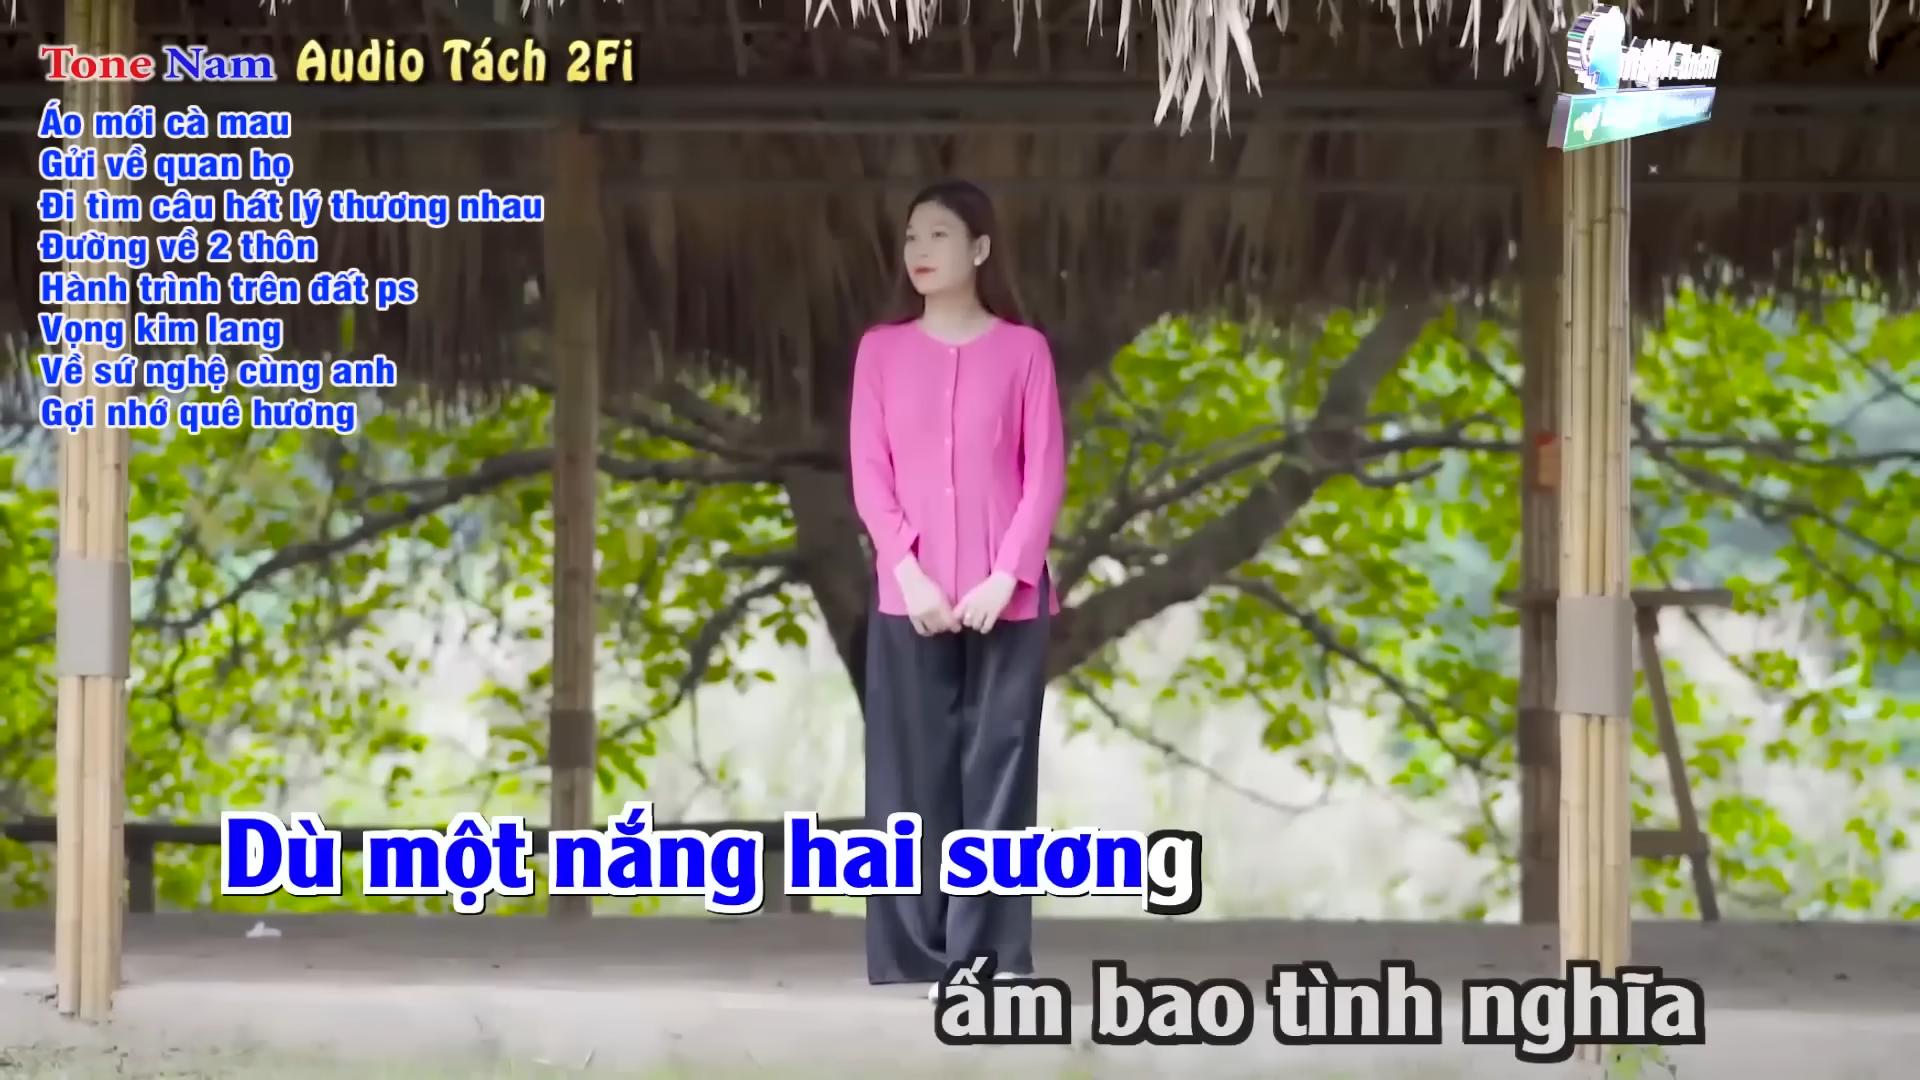 Tone Nam Audio Tách 2Fi
Áo mới cà mau
Gửi về quan họ
Đi tìm câu hát lý thương nhau
Đường về 2 thôn
Hành trình trên đất ps
Vọng kim lang
Về sứ nghệ cùng anh
Gợi nhớ quê hương
Dù một nắng hai sương
ấm bao tình nghĩa